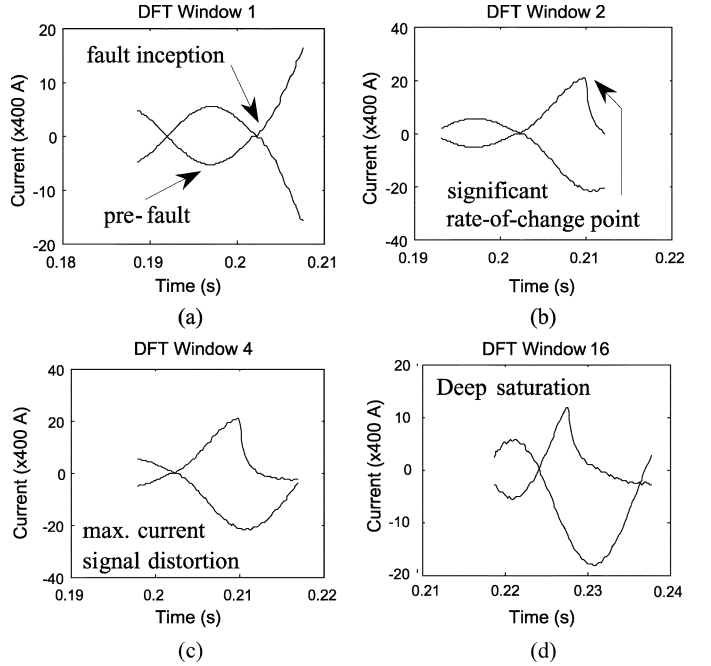 DFT Window 1
20
10
0
-10
-20
Current (x400 A)
fault inception
pre-fault
0.18
0.19
0.2
0.21
Time (s)
(a)
DFT Window 2
40
20
0
-20
-40
Current (x400 A)
significant
rate-of-change point
0.19
0.2
0.21
0.22
Time (s)
(b)
DFT Window 4
40
20
0
-20
-40
Current (x400 A)
max. current
signal distortion
0.19
0.2
0.21
0.22
Time (s)
(c)
DFT Window 16
20
10
0
-10
-20
Current (x400 A)
Deep saturation
0.21
0.22
0.23
0.24
Time (s)
(d)